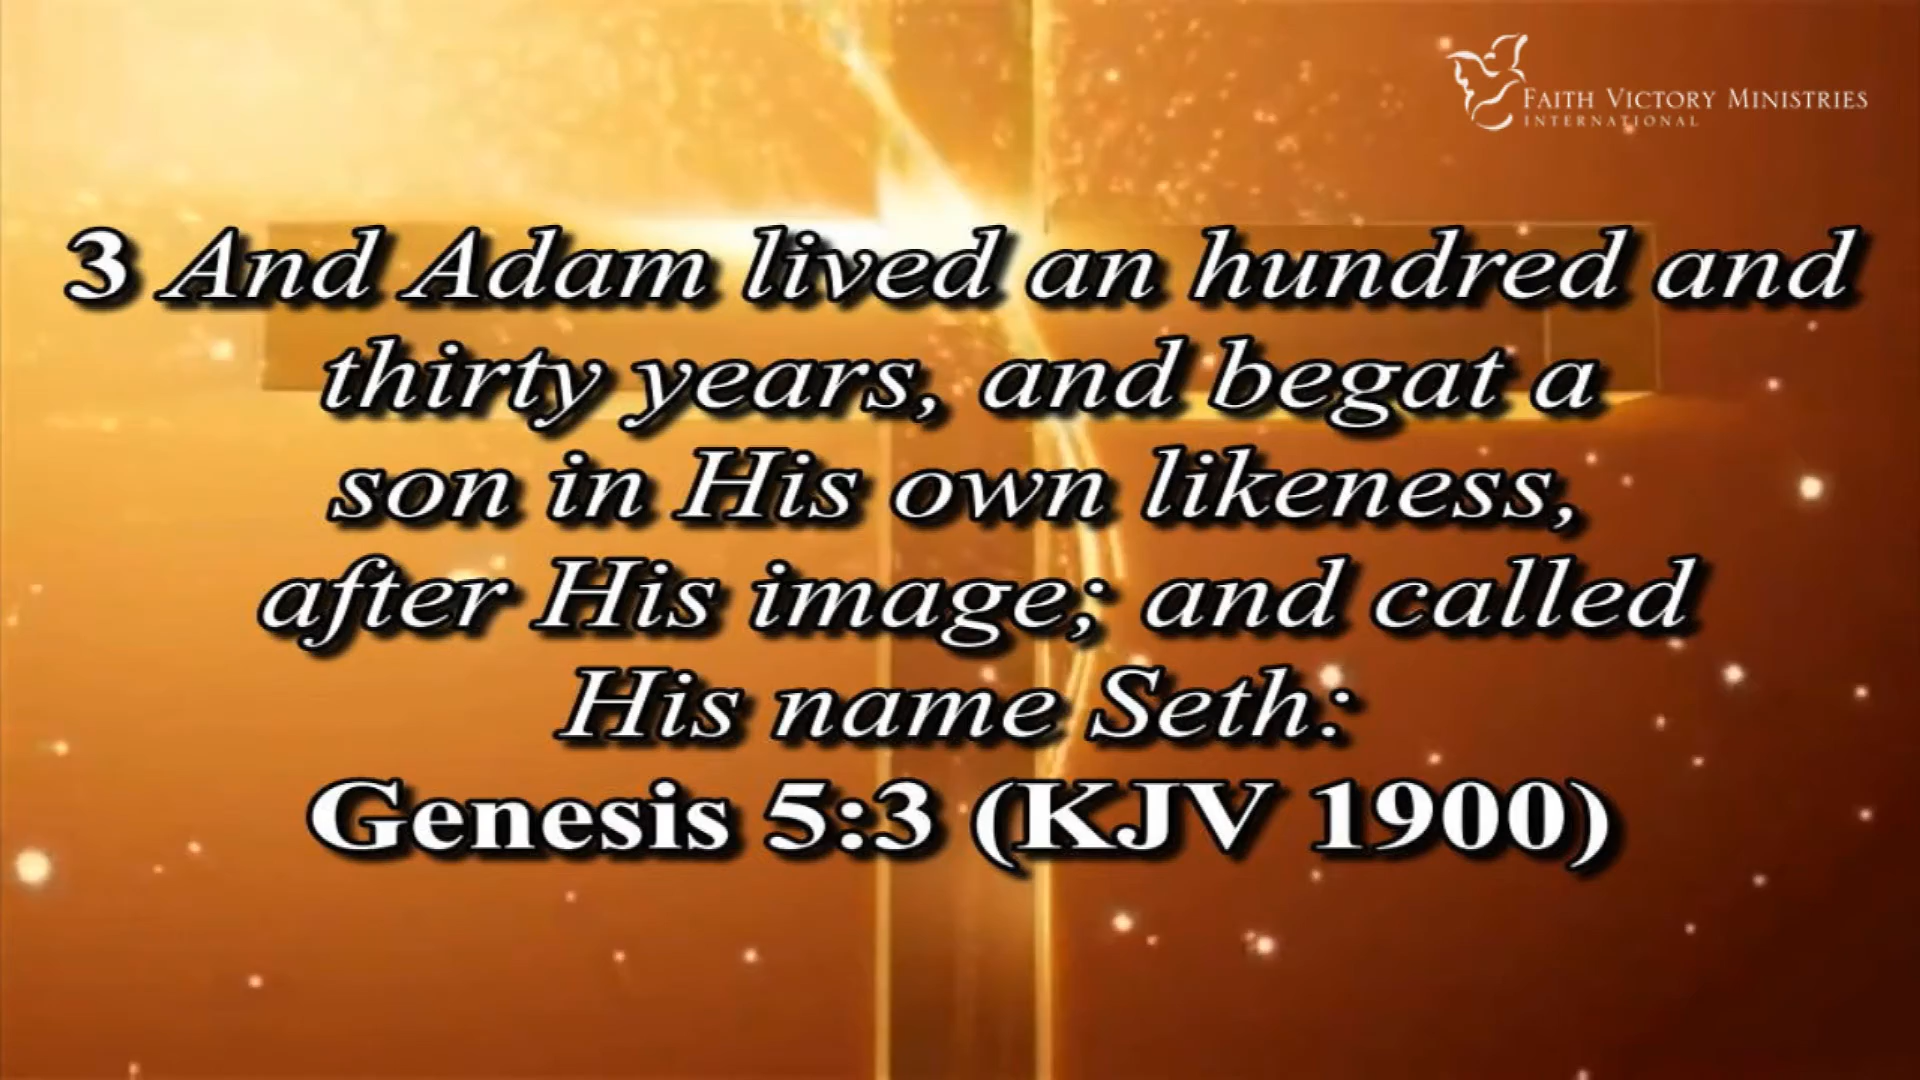 FAITH VICTORY MINISTRIES
INTERNATIONAL
3 And Adam lived an hundred and
thirty years, and begat a
son in His own likeness,
after His image; and called
His name Seth:
Genesis 5:3 (KJV 1900)